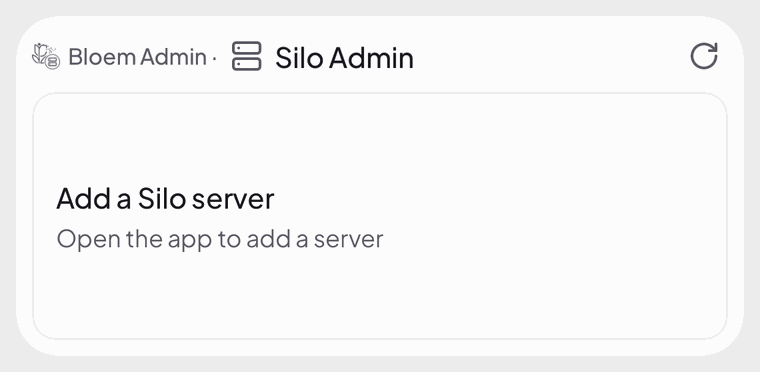 Bloem Admin · Silo Admin
Add a Silo server
Open the app to add a server